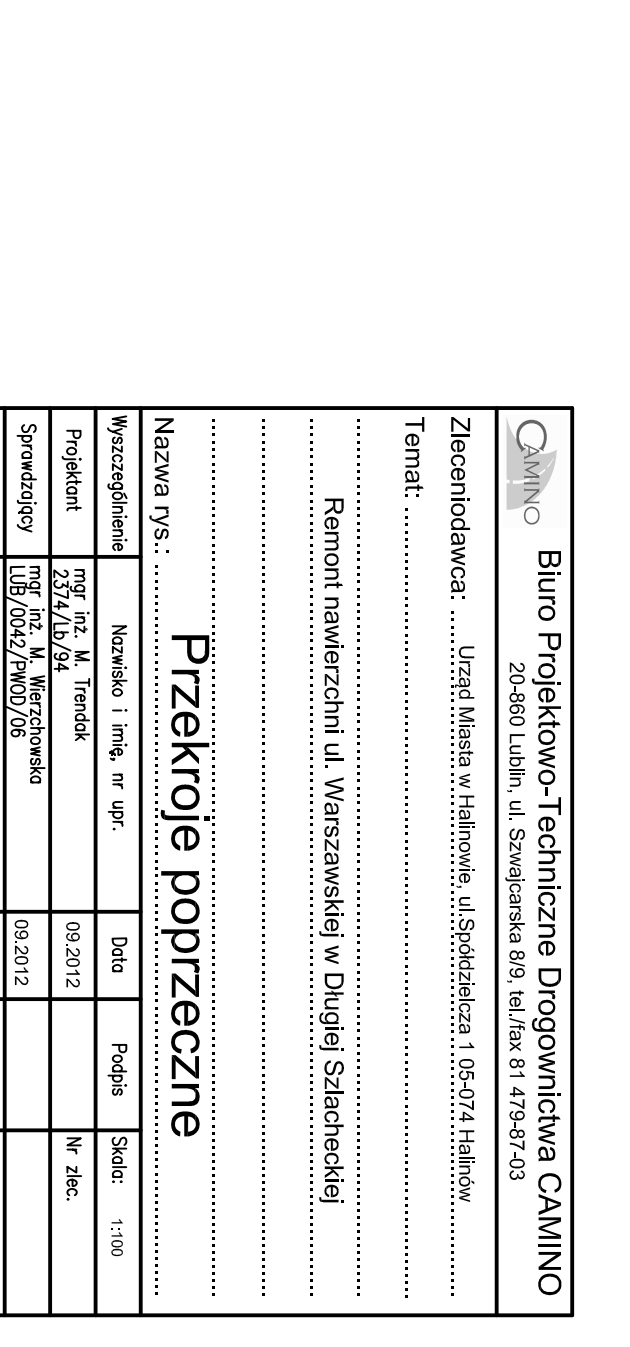 CAMINO
Biuro Projektowo-Techniczne Drogownictwa CAMINO
20-860 Lublin, ul. Szwajcarska 8/9, tel./fax 81 479-87-03
Zleceniodawca: Urząd Miasta w Halinowie, ul.Spółdzielcza 1 05-074 Halinów
Temat:
Remont nawierzchni ul. Warszawskiej w Długiej Szlacheckiej
Nazwa rys.: Przekroje poprzeczne
Wyszczególnienie Nazwisko i imię, nr upr. Data Podpis Skala: 1:100
Projektant mgr inż. M. Trendak 09.2012 Nr zlec.
2374/Lb/94
Sprawdzający mgr inż. M. Wierzchowska 09.2012
LUB/0042/PWOD/06